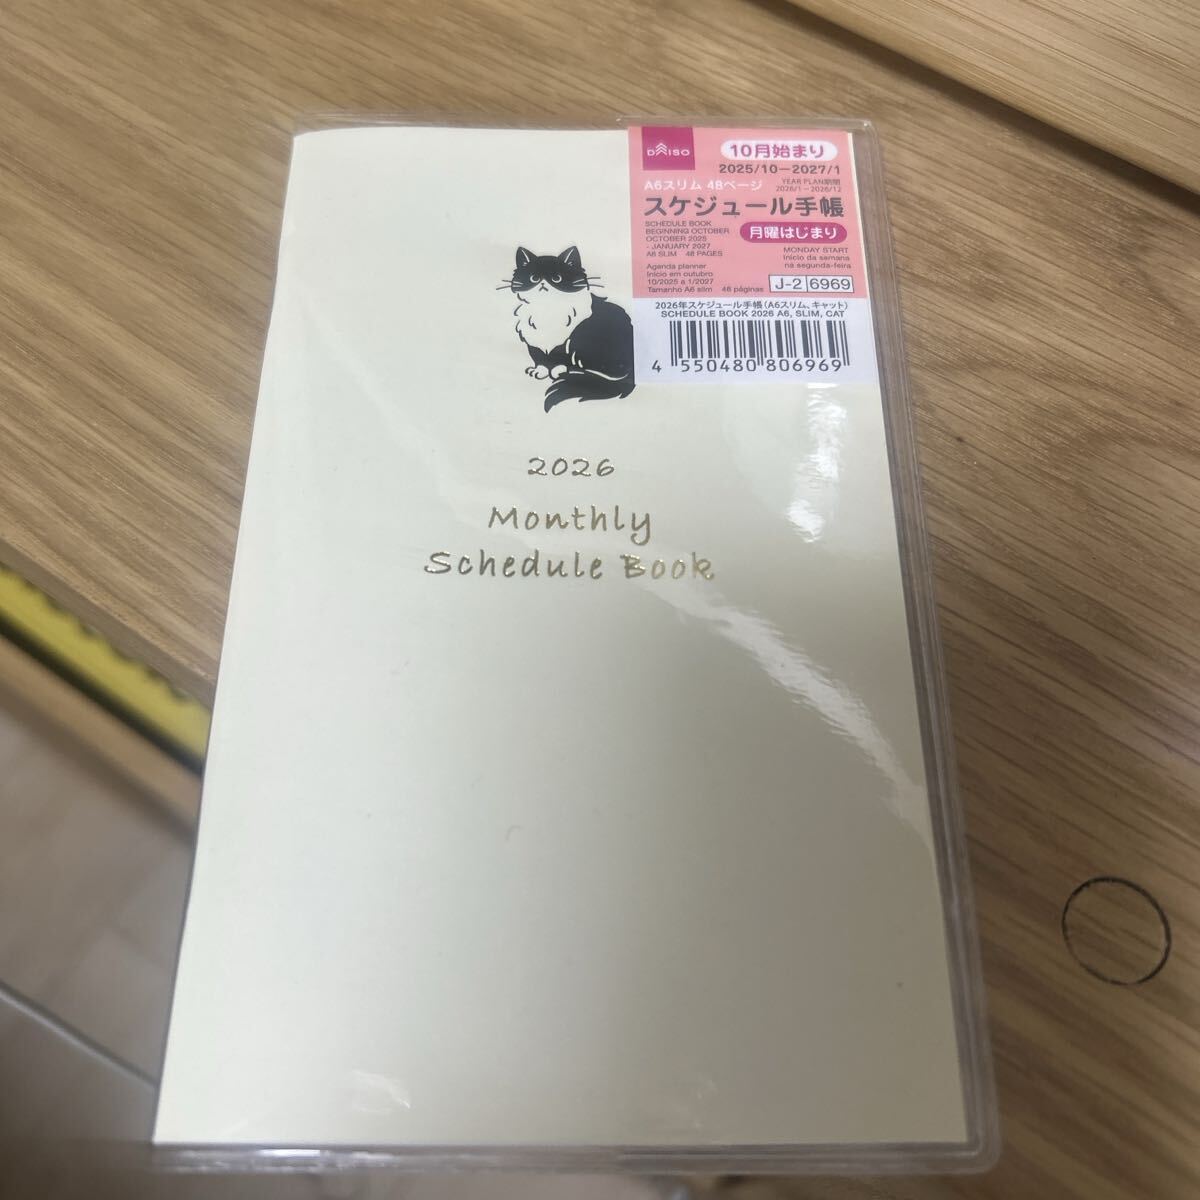 DAISO
10月始まり
2025/10-2027/1
A6スリム 48ページ
YEAR PLAN期間
2026/1-2026/12
スケジュール手帳
SCHEDULE BOOK
BEGINNING OCTOBER
OCTOBER 2025
- JANUARY 2027
A6 SLIM 48 PAGES
月曜はじまり
MONDAY START
Início da semana
na segunda-feira
Agenda planner
Início em outubro
10/2025 a 1/2027
Tamanho A6 slim 48 páginas
J-2 6969
2026年スケジュール手帳(A6スリム、キャット)
SCHEDULE BOOK 2026 A6, SLIM, CAT
4 550480 806969
2026
Monthly
Schedule Book